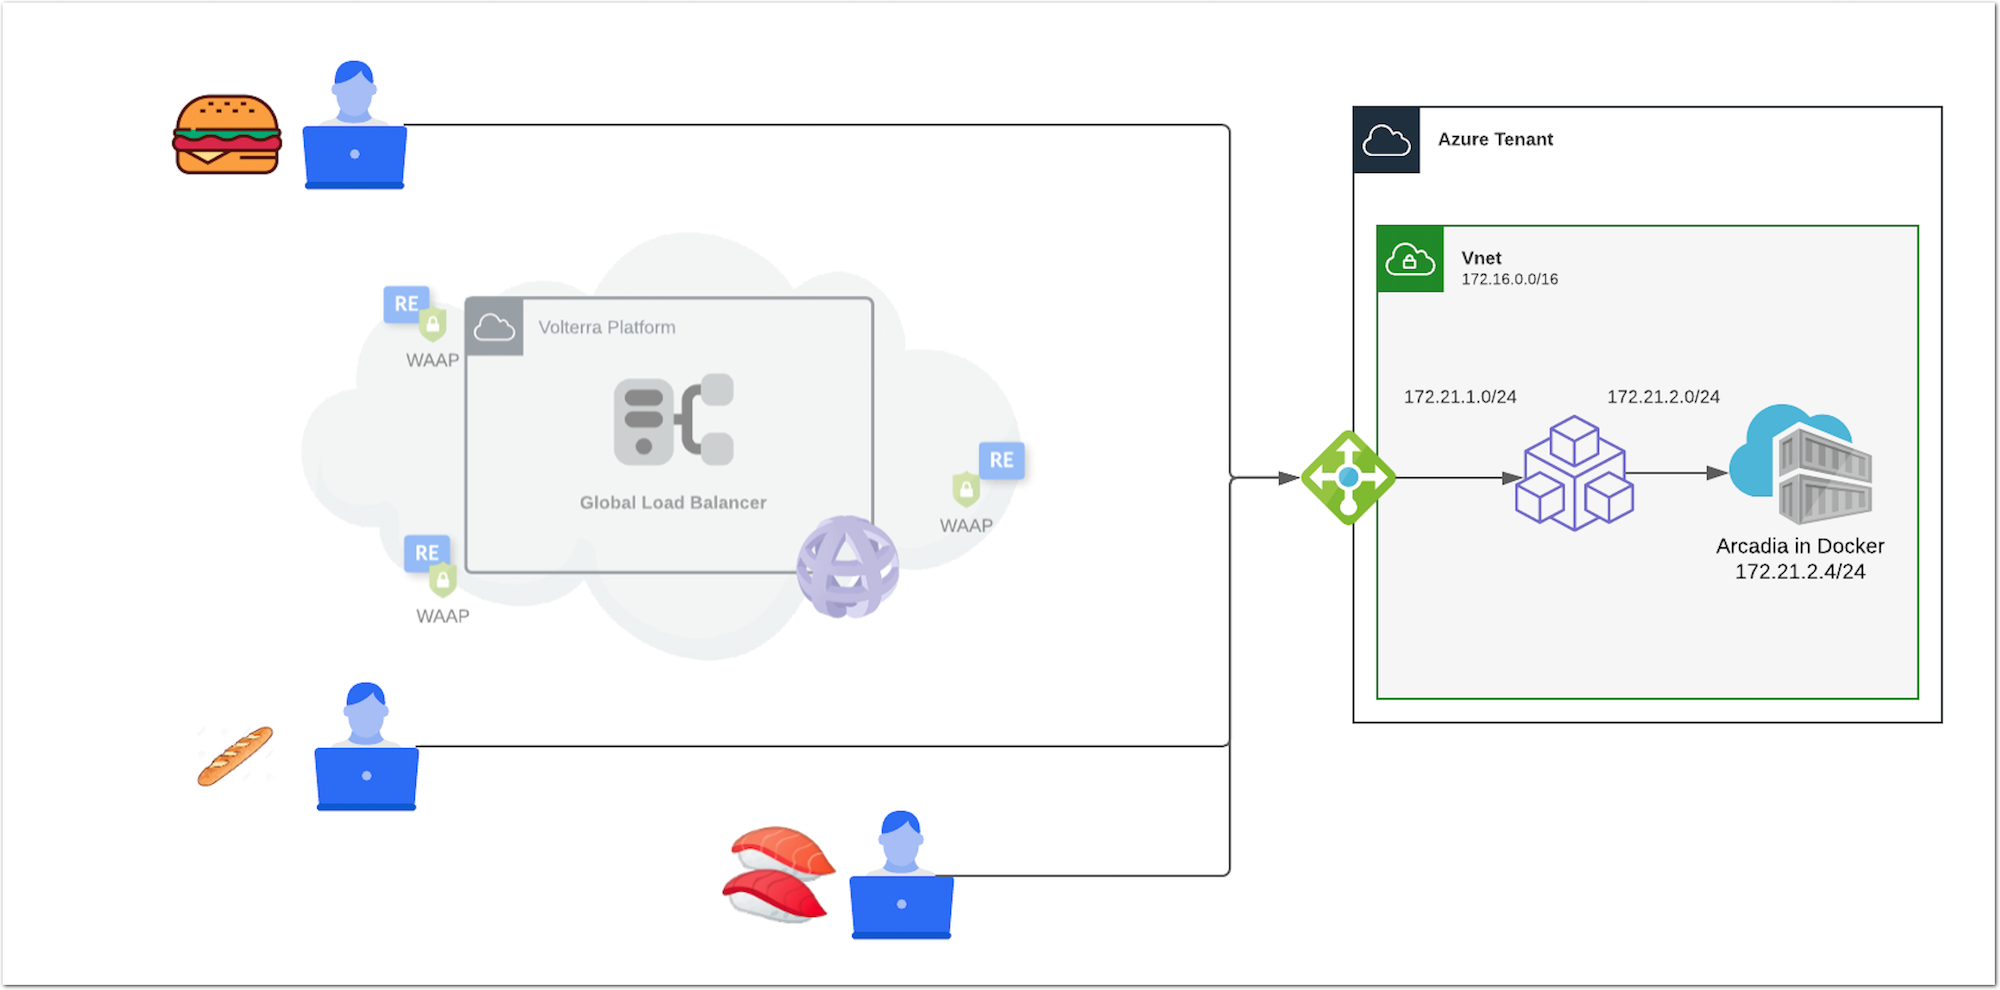 Azure Tenant
Vnet
172.16.0.0/16
RE
WAAP
Volterra Platform
Global Load Balancer
RE
WAAP
RE
WAAP
172.21.1.0/24
172.21.2.0/24
Arcadia in Docker
172.21.2.4/24